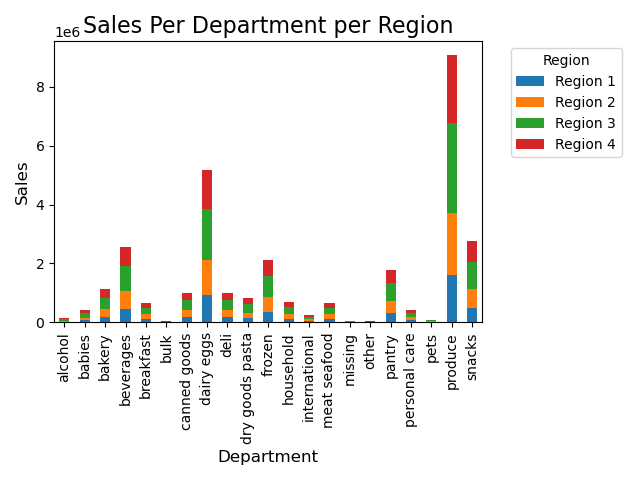 Sales Per Department per Region
1e6
8
6
4
2
0
Sales
alcohol
babies
bakery
beverages
breakfast
bulk
canned goods
dairy eggs
deli
dry goods pasta
frozen
household
international
meat seafood
missing
other
pantry
personal care
pets
produce
snacks
Department
Region
Region 1
Region 2
Region 3
Region 4